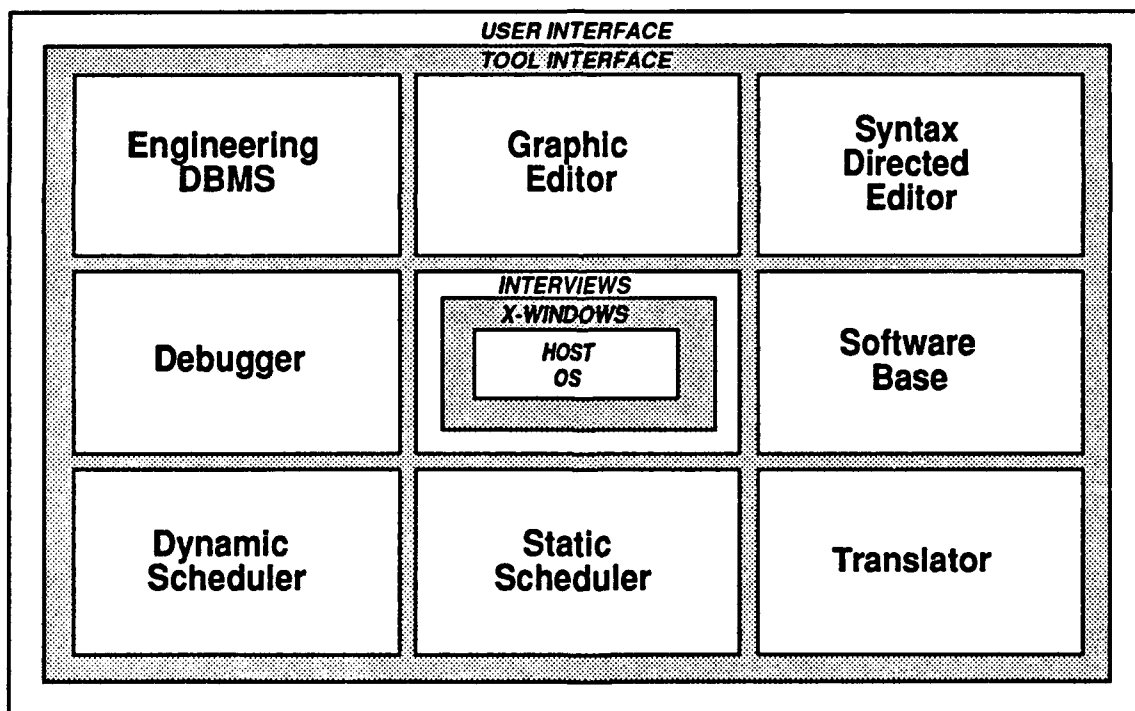 USER INTERFACE
TOOL INTERFACE
Engineering
DBMS
Graphic
Editor
Syntax
Directed
Editor
Debugger
INTERVIEWS
X-WINDOWS
HOST
OS
Software
Base
Dynamic
Scheduler
Static
Scheduler
Translator